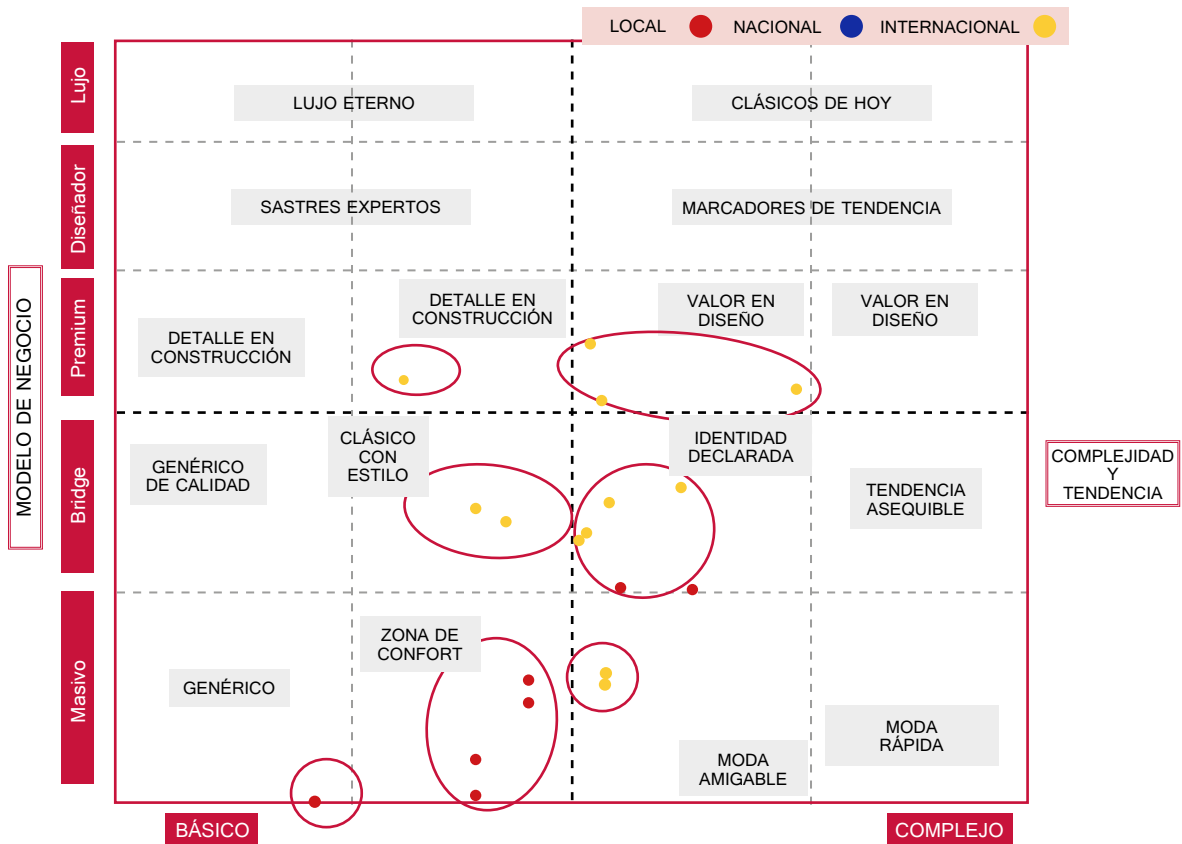 LOCAL NACIONAL INTERNACIONAL
Lujo
LUJO ETERNO
CLÁSICOS DE HOY
Diseñador
SASTRES EXPERTOS
MARCADORES DE TENDENCIA
MODELO DE NEGOCIO
Premium
DETALLE EN
CONSTRUCCIÓN
DETALLE EN
CONSTRUCCIÓN
VALOR EN
DISEÑO
VALOR EN
DISEÑO
Bridge
GENÉRICO
DE CALIDAD
CLÁSICO
CON
ESTILO
IDENTIDAD
DECLARADA
TENDENCIA
ASEQUIBLE
COMPLEJIDAD
Y
TENDENCIA
Masivo
GENÉRICO
ZONA DE
CONFORT
MODA
AMIGABLE
MODA
RÁPIDA
BÁSICO
COMPLEJO